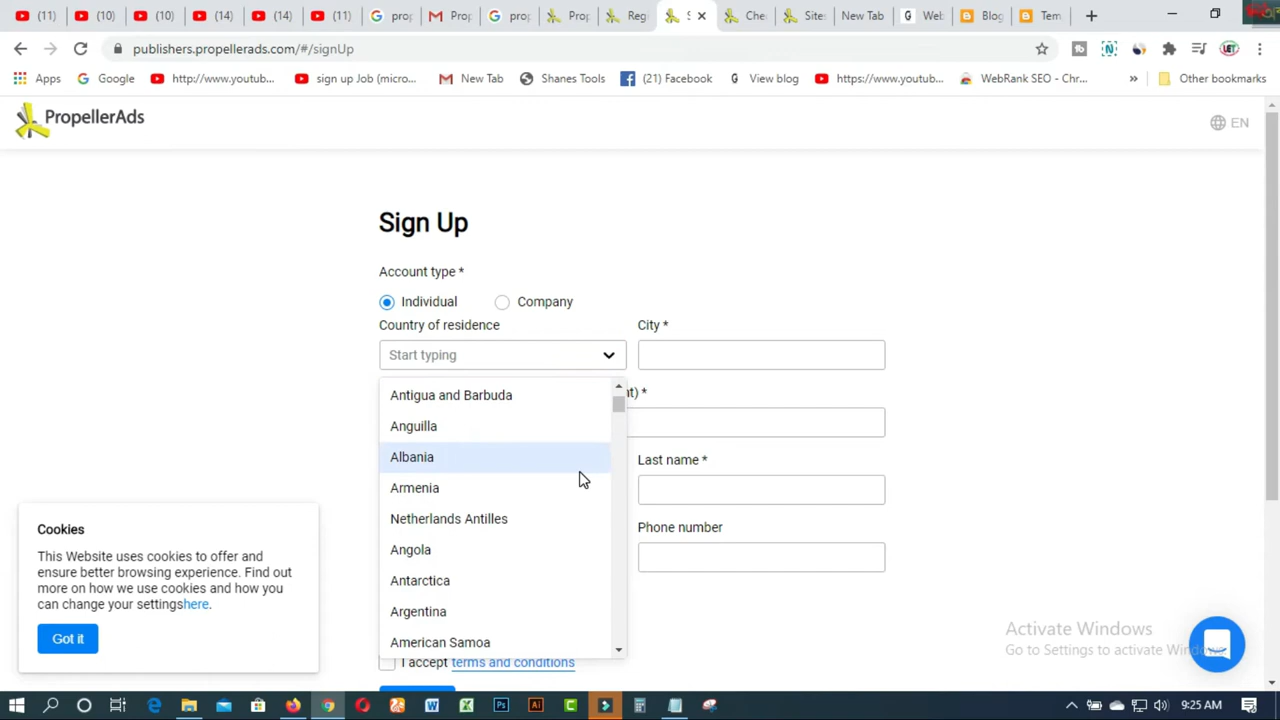 (11) (10) (10) (14) (14) (11) prop Prop prop Prop Reg S Che Sites New Tab Web Blog Tem
publishers.propellerads.com/#/signUp
Apps Google http://www.youtub... sign up Job (micro... New Tab Shanes Tools (21) Facebook View blog https://www.youtub... WebRank SEO - Chr... » Other bookmarks
PropellerAds
EN
Sign Up
Account type *
Individual Company
Country of residence City *
Start typing
Antigua and Barbuda
nt) *
Anguilla
Albania
Last name *
Armenia
Netherlands Antilles
Phone number
Angola
Antarctica
Argentina
American Samoa
I accept terms and conditions
Cookies
This Website uses cookies to offer and
ensure better browsing experience. Find out
more on how we use cookies and how you
can change your settingshere.
Got it
Activate Windows
Go to Settings to activate Windows.
9:25 AM